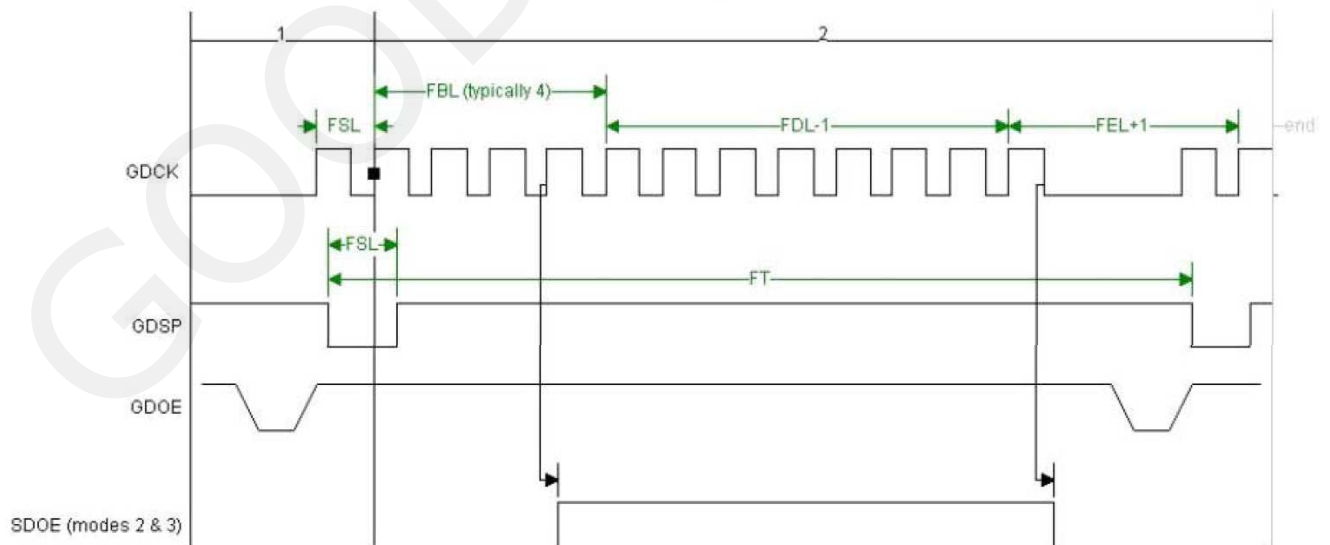 1 2
FBL (typically 4)
FSL FDL-1 FEL+1 end
GDCK
FSL
FT
GDSP
GDOE
SDOE (modes 2 & 3)